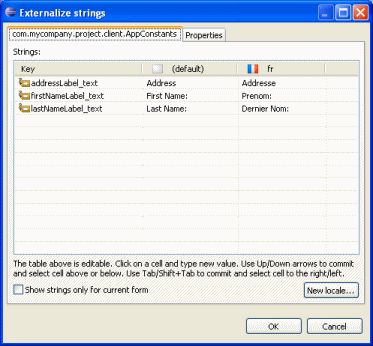 Externalize strings
com.mycompany.project.client.AppConstants Properties
Strings:
Key (default) fr
addressLabel_text Address Addresse
firstNameLabel_text First Name: Prenom:
lastNameLabel_text Last Name: Dernier Nom:
The table above is editable. Click on a cell and type new value. Use Up/Down arrows to commit
and select cell above or below. Use Tab/Shift+Tab to commit and select cell to the right/left.
Show strings only for current form New locale...
OK Cancel